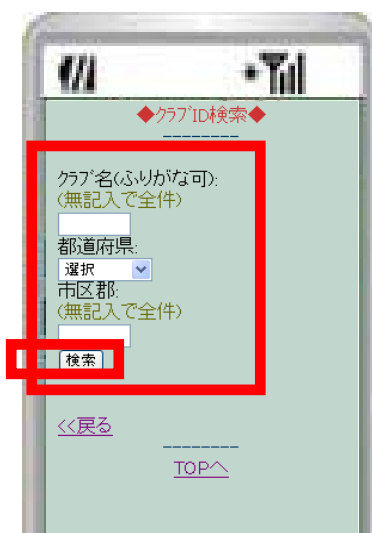 ◆クラブID検索◆
--------
クラブ名(ふりがな可):
(無記入で全件)
都道府県:
選択
市区郡:
(無記入で全件)
検索
<<戻る
--------
TOPへ